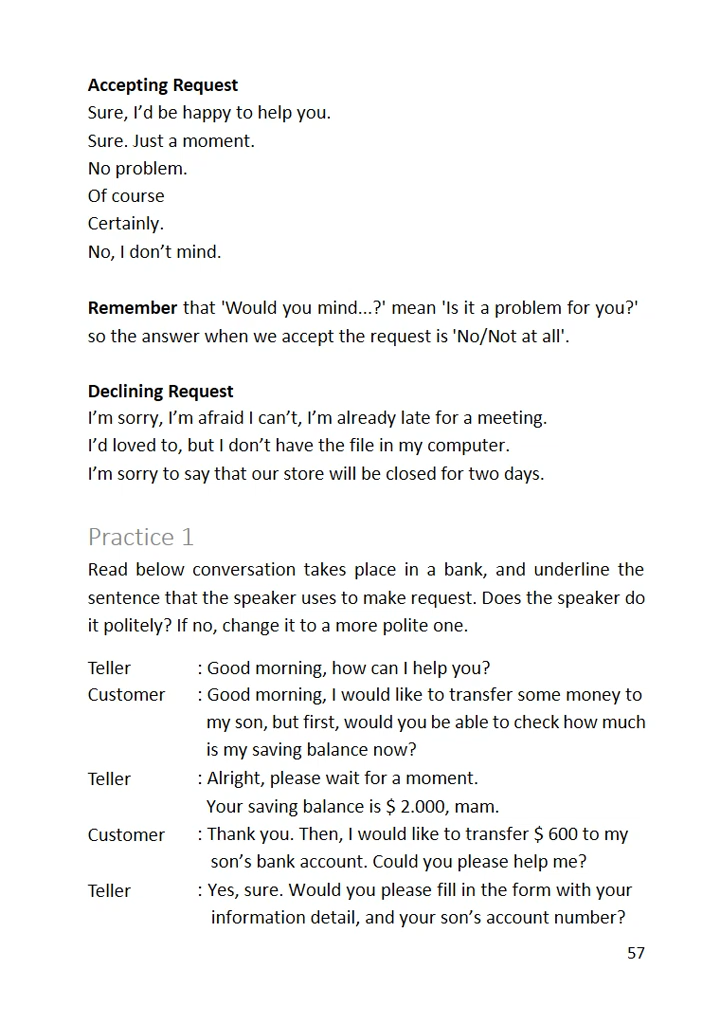 Accepting Request
Sure, I’d be happy to help you.
Sure. Just a moment.
No problem.
Of course
Certainly.
No, I don’t mind.
Remember that 'Would you mind...?' mean 'Is it a problem for you?'
so the answer when we accept the request is 'No/Not at all'.
Declining Request
I’m sorry, I’m afraid I can’t, I’m already late for a meeting.
I’d loved to, but I don’t have the file in my computer.
I’m sorry to say that our store will be closed for two days.
Practice 1
Read below conversation takes place in a bank, and underline the
sentence that the speaker uses to make request. Does the speaker do
it politely? If no, change it to a more polite one.
Teller : Good morning, how can I help you?
Customer : Good morning, I would like to transfer some money to
my son, but first, would you be able to check how much
is my saving balance now?
Teller : Alright, please wait for a moment.
Your saving balance is $ 2.000, mam.
Customer : Thank you. Then, I would like to transfer $ 600 to my
son’s bank account. Could you please help me?
Teller : Yes, sure. Would you please fill in the form with your
information detail, and your son’s account number?
57